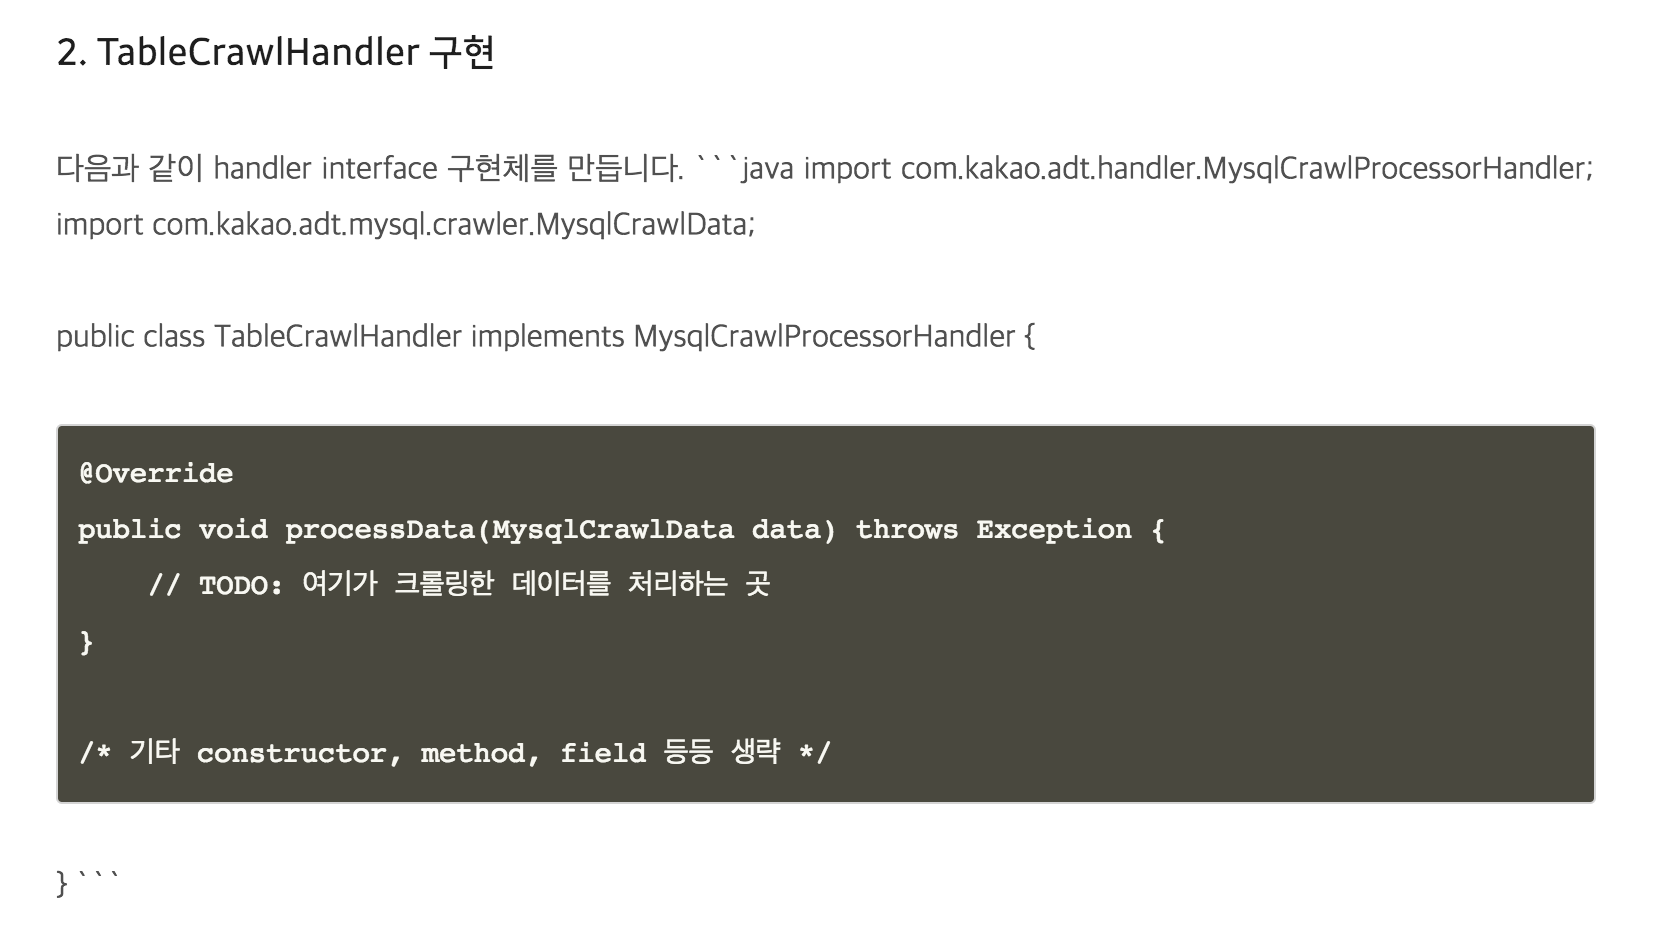 2. TableCrawlHandler 구현
다음과 같이 handler interface 구현체를 만듭니다. ```java import com.kakao.adt.handler.MysqlCrawlProcessorHandler;
import com.kakao.adt.mysql.crawler.MysqlCrawlData;
public class TableCrawlHandler implements MysqlCrawlProcessorHandler {
@Override
public void processData(MysqlCrawlData data) throws Exception {
    // TODO: 여기가 크롤링한 데이터를 처리하는 곳
}
/* 기타 constructor, method, field 등등 생략 */
} ```